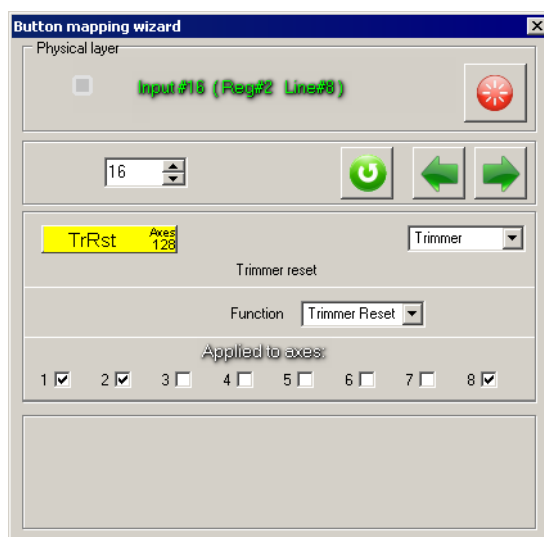 Button mapping wizard
Physical layer
Input#16 (Reg#2 Line#8)
16
TrRst Axes 128
Trimmer
Trimmer reset
Function Trimmer Reset
Applied to axes:
1 2 3 4 5 6 7 8